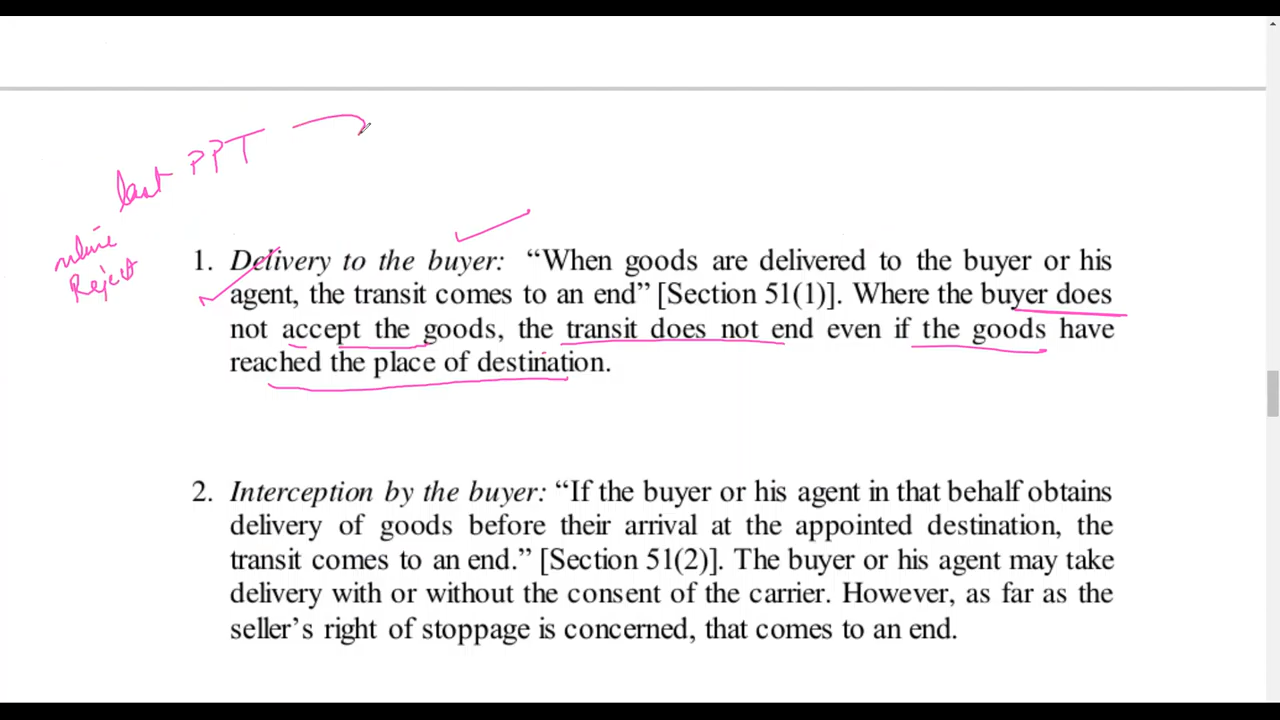 last PPT
Reject
1. Delivery to the buyer: “When goods are delivered to the buyer or his
agent, the transit comes to an end” [Section 51(1)]. Where the buyer does
not accept the goods, the transit does not end even if the goods have
reached the place of destination.
2. Interception by the buyer: “If the buyer or his agent in that behalf obtains
delivery of goods before their arrival at the appointed destination, the
transit comes to an end.” [Section 51(2)]. The buyer or his agent may take
delivery with or without the consent of the carrier. However, as far as the
seller’s right of stoppage is concerned, that comes to an end.